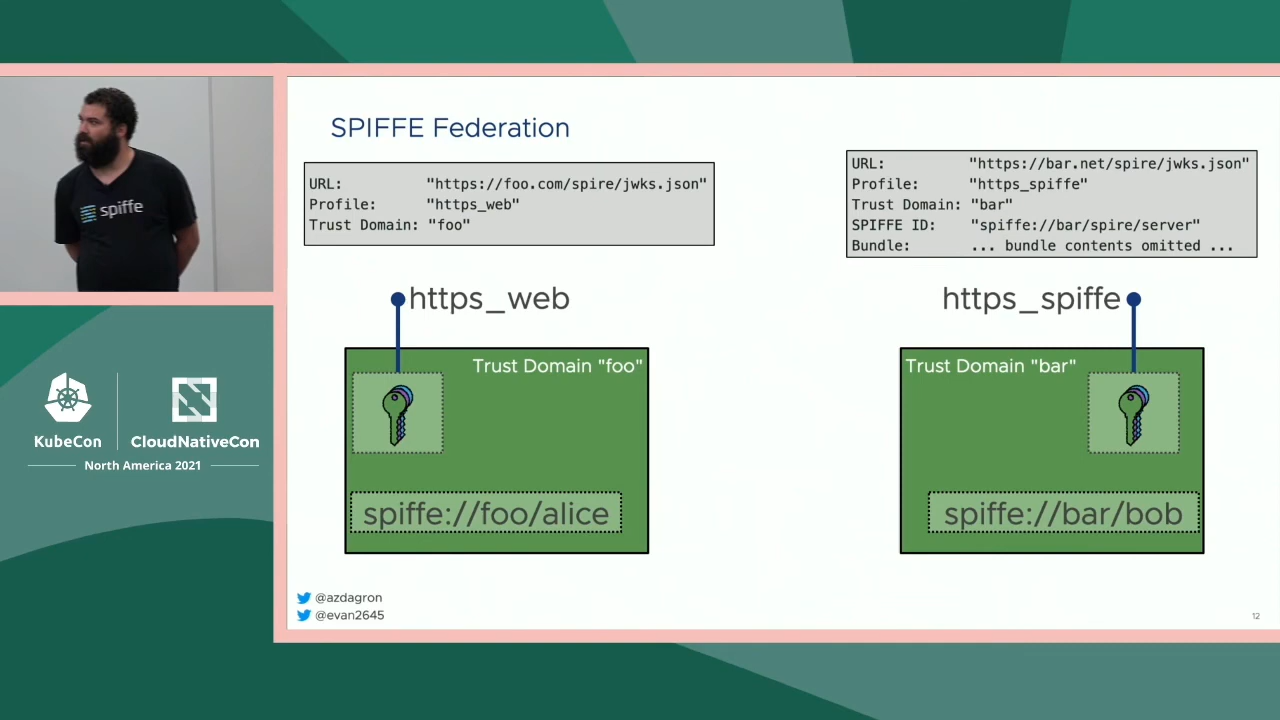 SPIFFE Federation
URL: "https://foo.com/spire/jwks.json"
Profile: "https_web"
Trust Domain: "foo"
URL: "https://bar.net/spire/jwks.json"
Profile: "https_spiffe"
Trust Domain: "bar"
SPIFFE ID: "spiffe://bar/spire/server"
Bundle: ... bundle contents omitted ...
https_web
https_spiffe
Trust Domain "foo"
Trust Domain "bar"
spiffe://foo/alice
spiffe://bar/bob
@azdagron
@evan2645
12
spiffe
KubeCon
CloudNativeCon
North America 2021